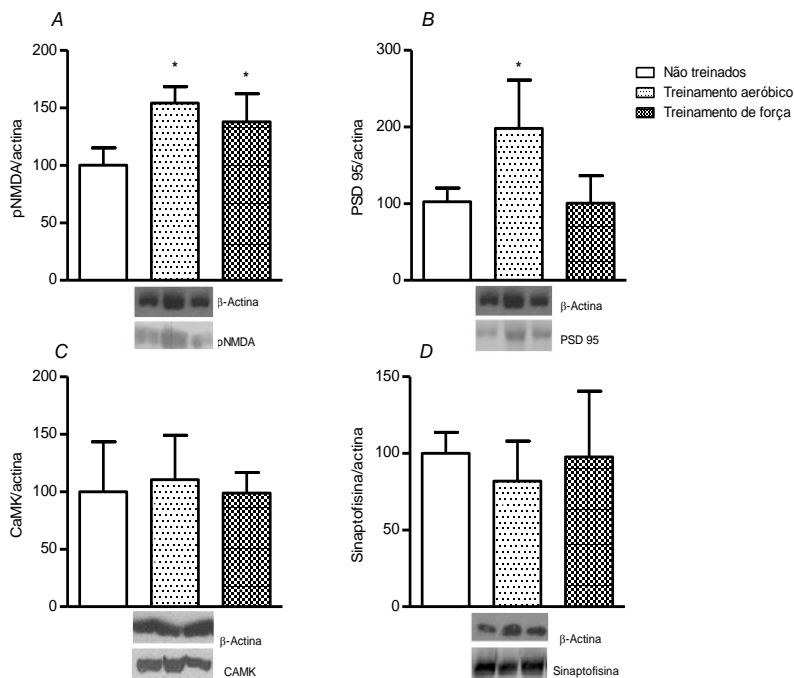 A
200
150
100
50
0
pNMDA/actina
*
*
β-Actina
pNMDA
B
300
200
100
0
PSD 95/actina
*
β-Actina
PSD 95
Não treinados
Treinamento aeróbico
Treinamento de força
C
200
150
100
50
0
CaMK/actina
β-Actina
CAMK
D
150
100
50
0
Sinaptofisina/actina
β-Actina
Sinaptofisina